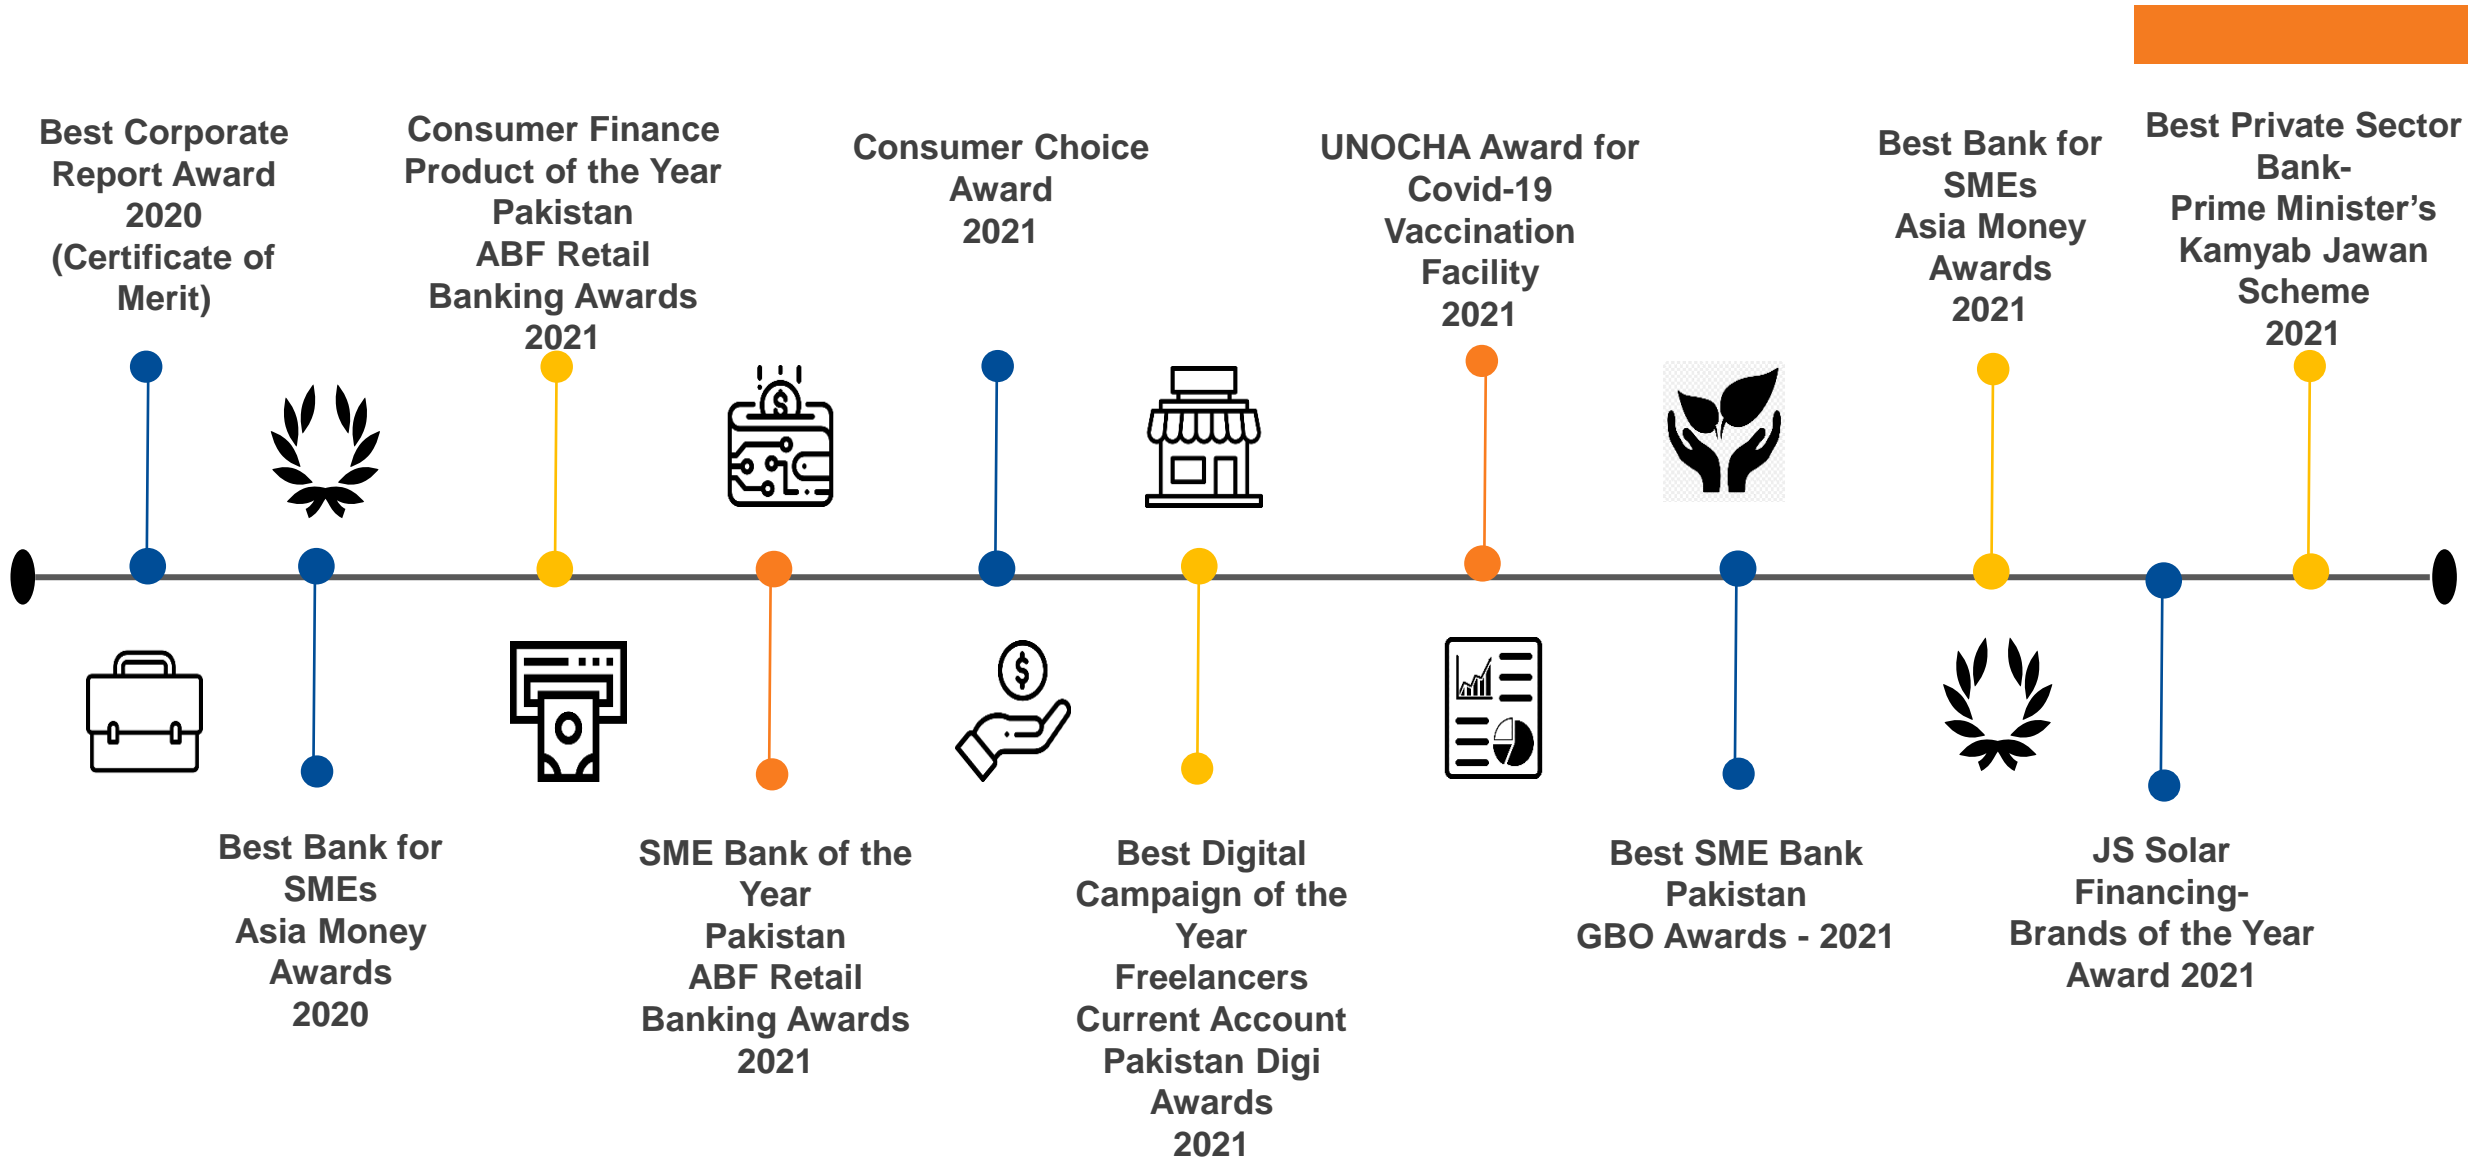 Best Corporate
Report Award
2020
(Certificate of
Merit)
Consumer Finance
Product of the Year
Pakistan
ABF Retail
Banking Awards
2021
Consumer Choice
Award
2021
UNOCHA Award for
Covid-19
Vaccination
Facility
2021
Best Bank for
SMEs
Asia Money
Awards
2021
Best Private Sector
Bank-
Prime Minister’s
Kamyab Jawan
Scheme
2021
Best Bank for
SMEs
Asia Money
Awards
2020
SME Bank of the
Year
Pakistan
ABF Retail
Banking Awards
2021
Best Digital
Campaign of the
Year
Freelancers
Current Account
Pakistan Digi
Awards
2021
Best SME Bank
Pakistan
GBO Awards - 2021
JS Solar
Financing-
Brands of the Year
Award 2021